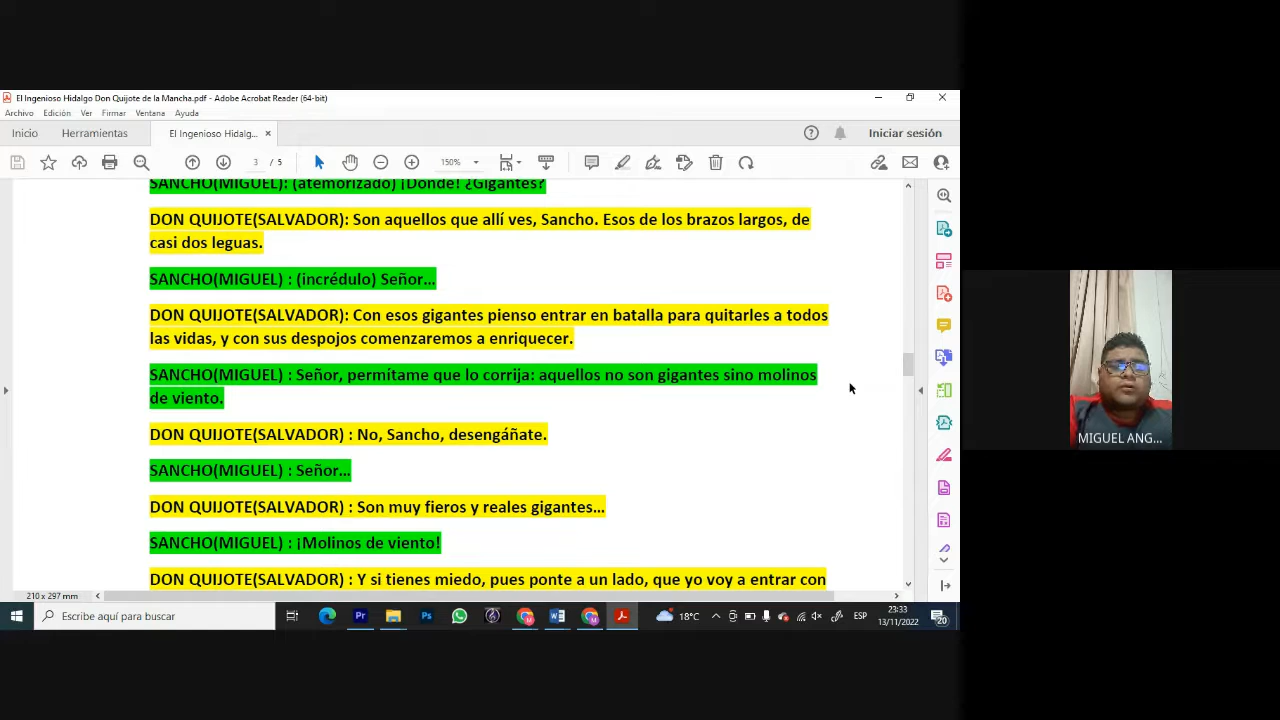 El Ingenioso Hidalgo Don Quijote de la Mancha.pdf - Adobe Acrobat Reader (64-bit)
Archivo Edición Ver Firmar Ventana Ayuda
Inicio Herramientas El Ingenioso Hidalg... × Iniciar sesión
3 / 5 150%
SANCHO(MIGUEL): (atemorizado) ¡Dónde! ¿Gigantes?
DON QUIJOTE(SALVADOR): Son aquellos que allí ves, Sancho. Esos de los brazos largos, de
casi dos leguas.
SANCHO(MIGUEL) : (incrédulo) Señor...
DON QUIJOTE(SALVADOR): Con esos gigantes pienso entrar en batalla para quitarles a todos
las vidas, y con sus despojos comenzaremos a enriquecer.
SANCHO(MIGUEL) : Señor, permítame que lo corrija: aquellos no son gigantes sino molinos
de viento.
DON QUIJOTE(SALVADOR) : No, Sancho, desengáñate.
SANCHO(MIGUEL) : Señor...
DON QUIJOTE(SALVADOR) : Son muy fieros y reales gigantes...
SANCHO(MIGUEL) : ¡Molinos de viento!
DON QUIJOTE(SALVADOR) : Y si tienes miedo, pues ponte a un lado, que yo voy a entrar con
210 x 297 mm
MIGUEL ANG...
Escribe aquí para buscar
Pr
Ps
18°C
ESP
23:33
13/11/2022
20